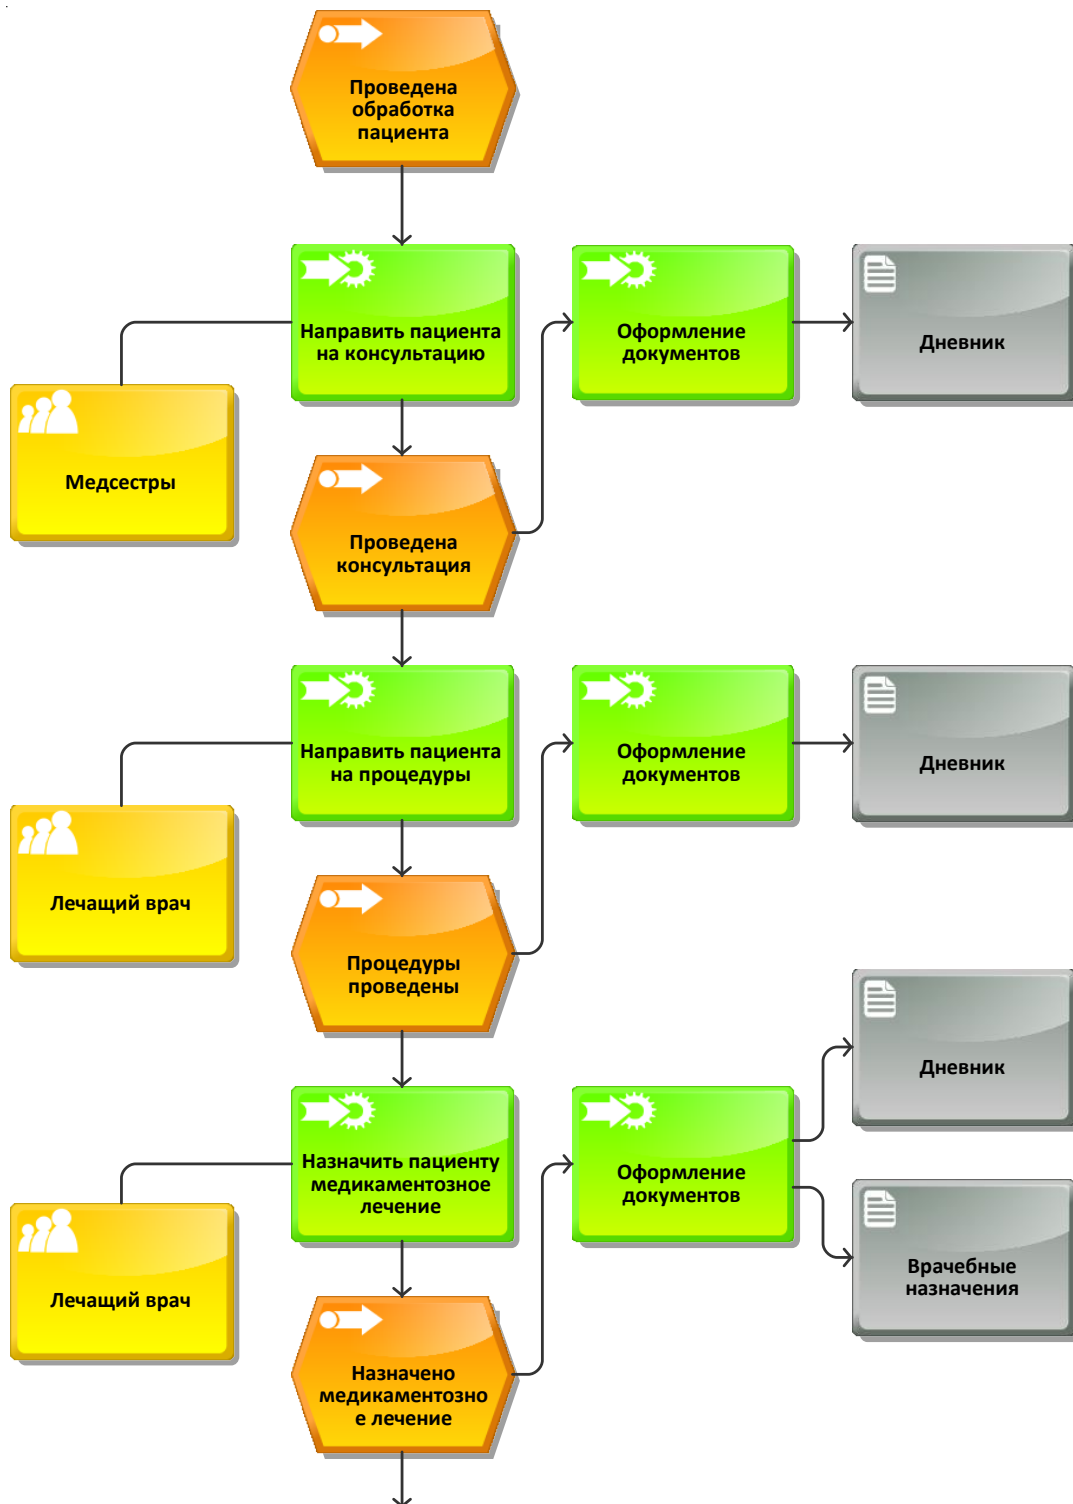 Проведена
обработка
пациента
Направить пациента
на консультацию
Оформление
документов
Дневник
Медсестры
Проведена
консультация
Направить пациента
на процедуры
Оформление
документов
Дневник
Лечащий врач
Процедуры
проведены
Дневник
Назначить пациенту
медикаментозное
лечение
Оформление
документов
Врачебные
назначения
Лечащий врач
Назначено
медикаментозно
е лечение